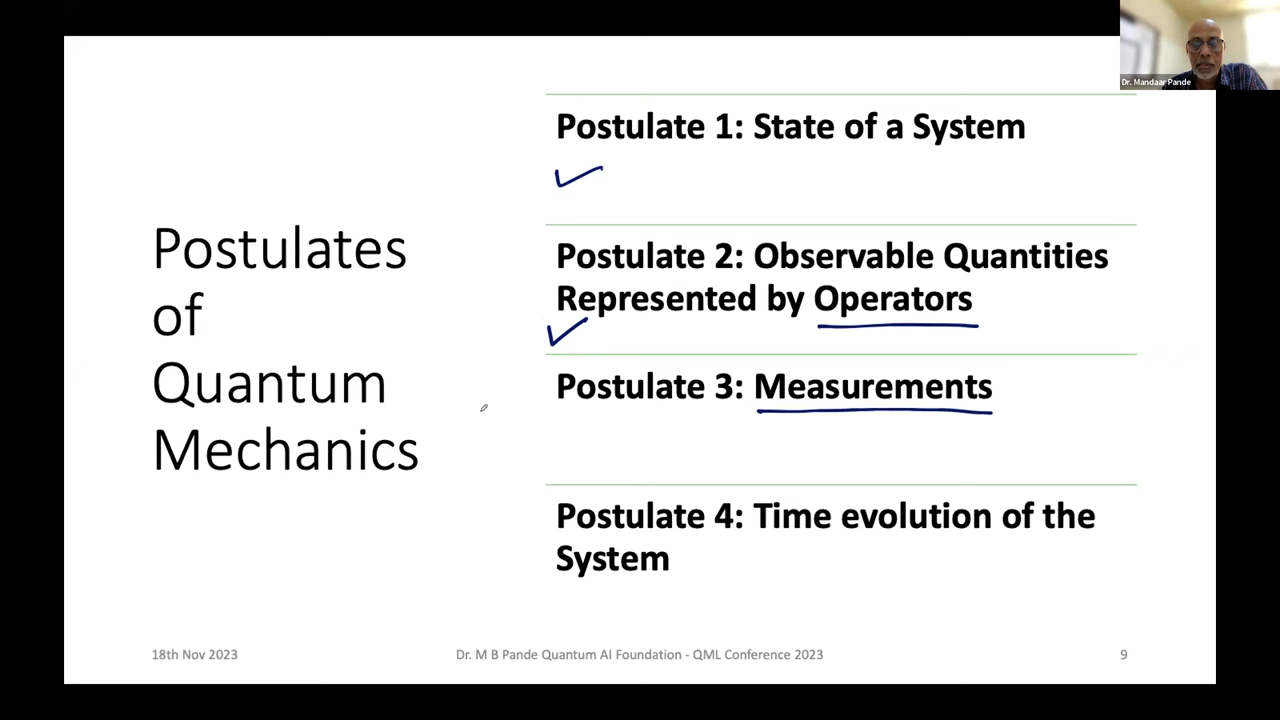 Dr. Mandaar Pande
Postulates
of
Quantum
Mechanics
Postulate 1: State of a System
Postulate 2: Observable Quantities
Represented by Operators
Postulate 3: Measurements
Postulate 4: Time evolution of the
System
18th Nov 2023
Dr. M B Pande Quantum AI Foundation - QML Conference 2023
9